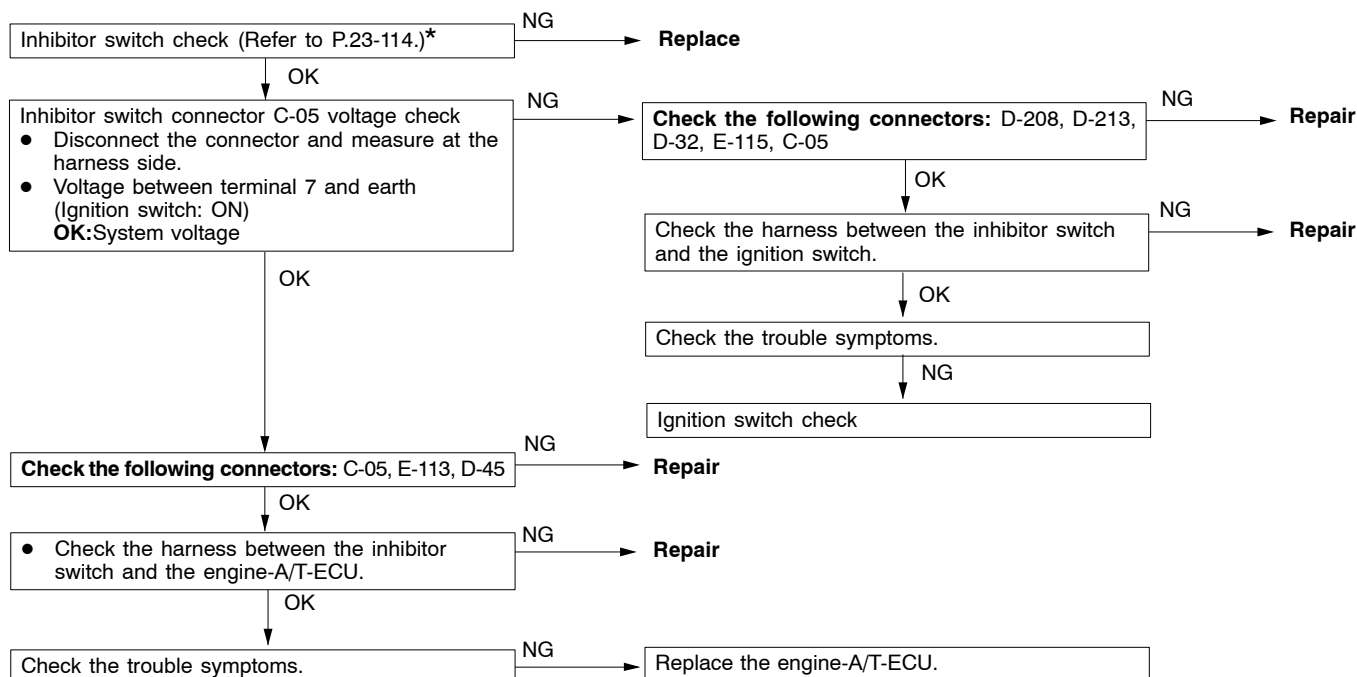 NG
Inhibitor switch check (Refer to P.23-114.)*
Replace
OK
Inhibitor switch connector C-05 voltage check
● Disconnect the connector and measure at the
harness side.
● Voltage between terminal 7 and earth
(Ignition switch: ON)
OK:System voltage
NG
Check the following connectors: D-208, D-213,
D-32, E-115, C-05
NG
Repair
OK
Check the harness between the inhibitor switch
and the ignition switch.
NG
Repair
OK
Check the trouble symptoms.
NG
Ignition switch check
OK
Check the following connectors: C-05, E-113, D-45
NG
Repair
OK
● Check the harness between the inhibitor
switch and the engine-A/T-ECU.
NG
Repair
OK
Check the trouble symptoms.
NG
Replace the engine-A/T-ECU.